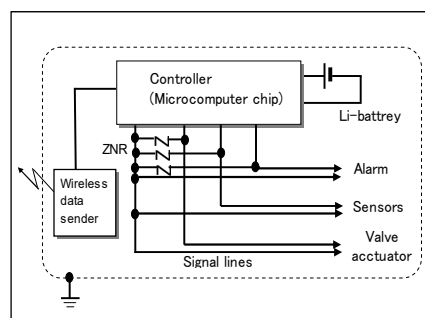 Controller
(Microcomputer chip)
Li-battrey
ZNR
Wireless
data
sender
Alarm
Sensors
Valve
acctuator
Signal lines